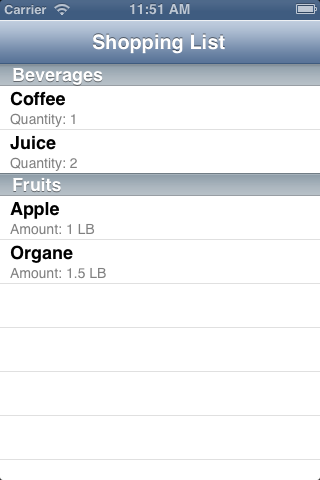 Carrier 11:51 AM
Shopping List
Beverages
Coffee
Quantity: 1
Juice
Quantity: 2
Fruits
Apple
Amount: 1 LB
Organe
Amount: 1.5 LB